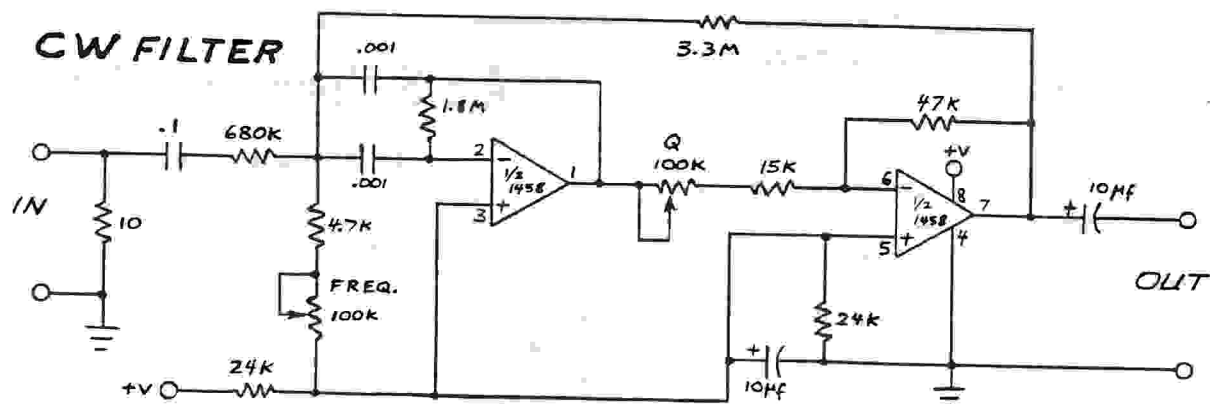 CW FILTER
3.3M
.001
1.8M
47K
.1
680K
.001
2
-
1/2
1458
1
+
3
Q
100K
15K
+V
6
-
8
1/2
1458
7
+
5
4
+
10µf
IN
10
4.7K
FREQ.
100K
24K
OUT
+V
24K
+
10µf